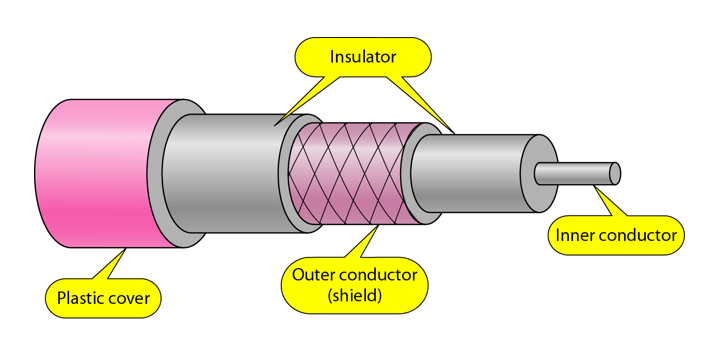 Insulator
Inner conductor
Outer conductor
(shield)
Plastic cover